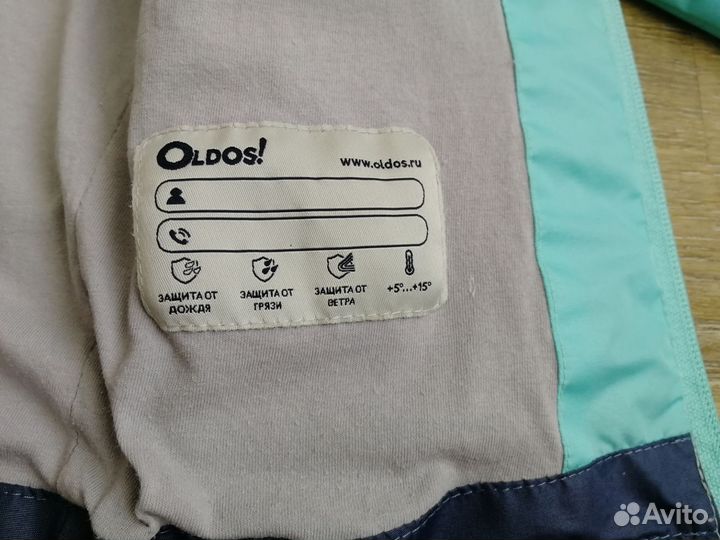 OLDOS!
www.oldos.ru
ЗАЩИТА ОТ
ДОЖДЯ
ЗАЩИТА ОТ
ГРЯЗИ
ЗАЩИТА ОТ
ВЕТРА
+5°...+15°
Avito